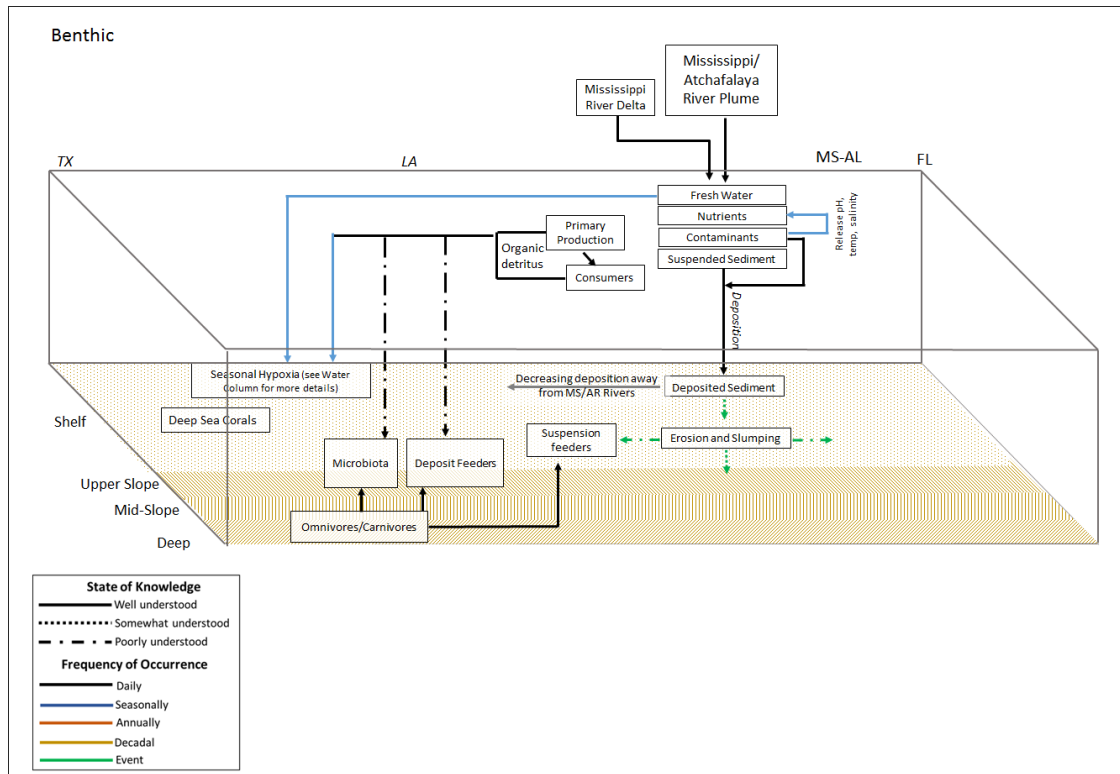 Benthic
Mississippi/
Atchafalaya
River Plume
Mississippi
River Delta
TX
LA
MS-AL
FL
Fresh Water
Nutrients
Contaminants
Suspended Sediment
Release pH,
temp, salinity
Primary
Production
Organic
detritus
Consumers
Deposition
Seasonal Hypoxia (see Water
Column for more details)
Decreasing deposition away
from MS/AR Rivers
Deposited Sediment
Deep Sea Corals
Shelf
Suspension
feeders
Erosion and Slumping
Microbiota
Deposit Feeders
Upper Slope
Mid-Slope
Omnivores/Carnivores
Deep
State of Knowledge
Well understood
Somewhat understood
Poorly understood
Frequency of Occurrence
Daily
Seasonally
Annually
Decadal
Event